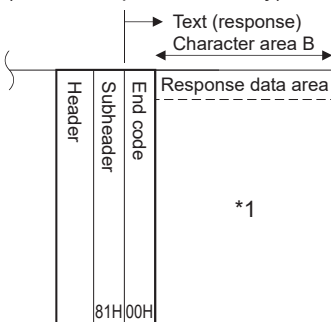 Text (response)
Character area B
Response data area
Header
Subheader
End code
*1
81H
00H